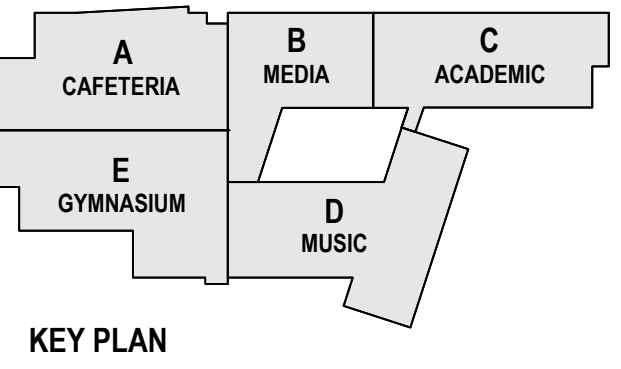 A
CAFETERIA
B
MEDIA
C
ACADEMIC
E
GYMNASIUM
D
MUSIC
KEY PLAN